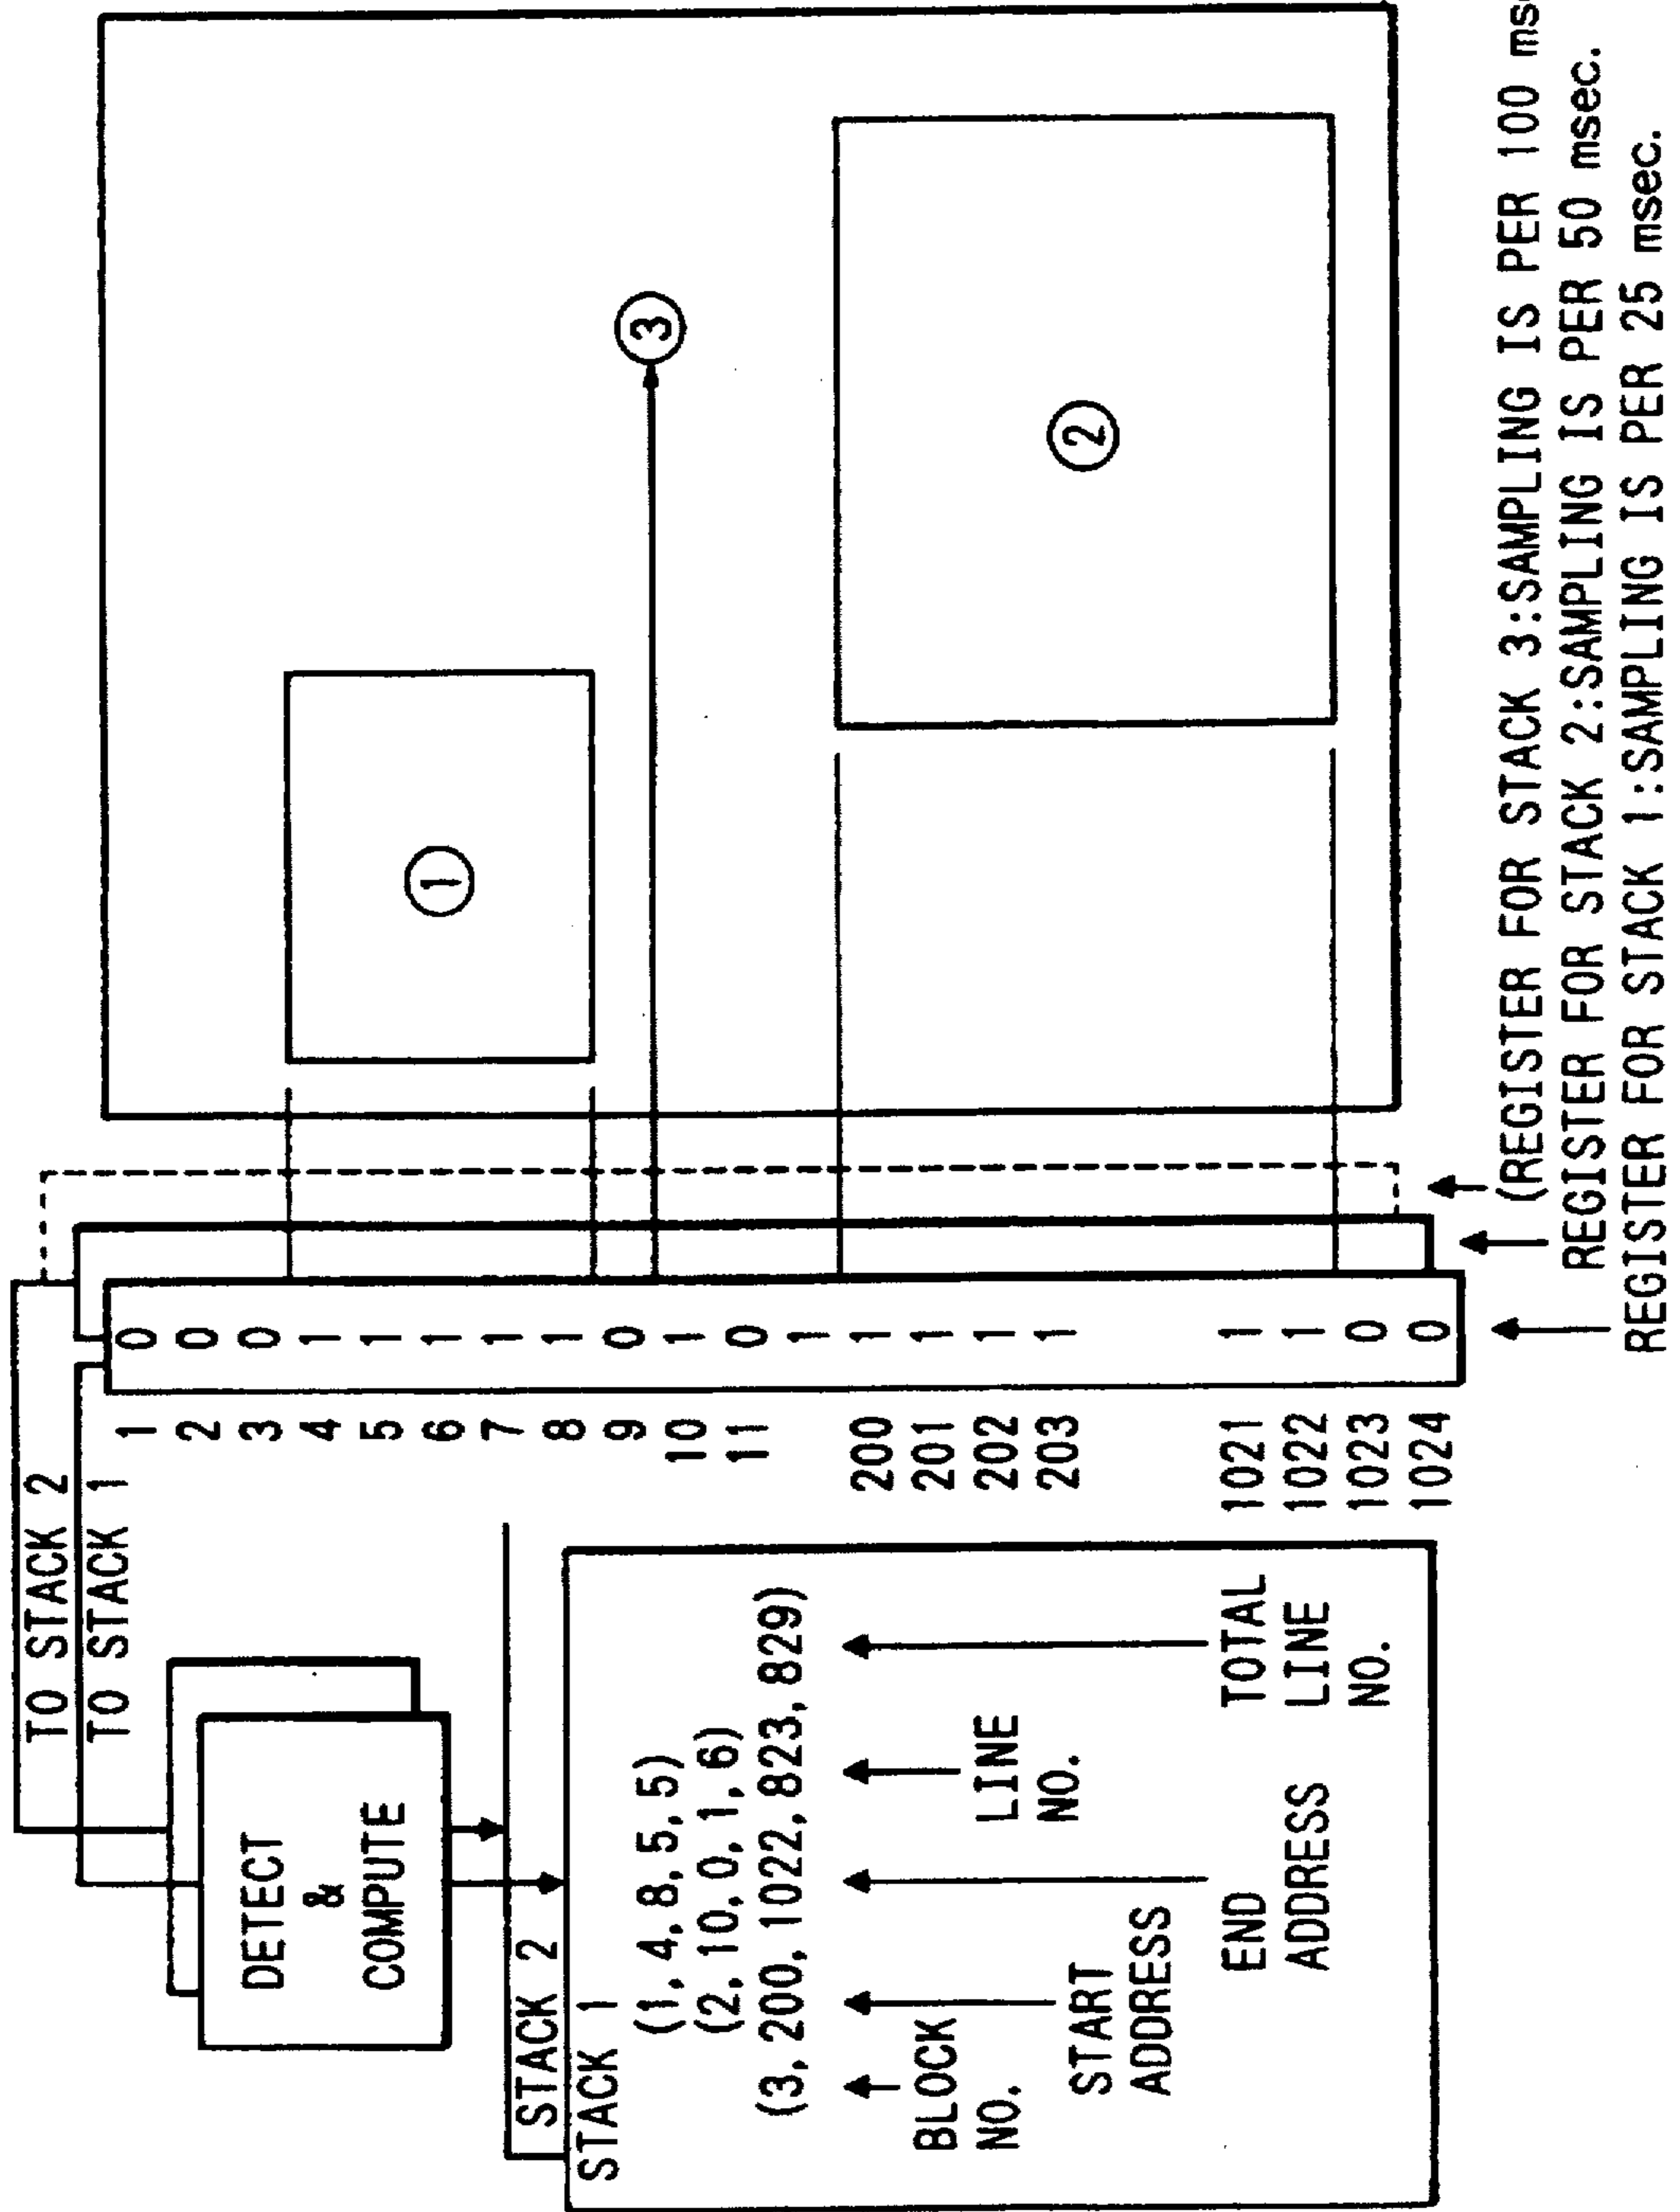 TO STACK 2
TO STACK 1
DETECT
&
COMPUTE
STACK 2
STACK 1
(1, 4, 8, 5, 5)
(2, 10, 0, 1, 6)
(3, 200, 1022, 823, 829)
BLOCK
NO.
START
ADDRESS
END
ADDRESS
LINE
NO.
TOTAL
LINE
NO.
1 0
2 0
3 0
4 1
5 1
6 1
7 1
8 1
9 0
10 1
11 0
1
200 1
201 1
202 1
203 1
1021 1
1022 1
1023 0
1024 0
①
③
②
(REGISTER FOR STACK 3:SAMPLING IS PER 100 mse
REGISTER FOR STACK 2:SAMPLING IS PER 50 msec.
REGISTER FOR STACK 1:SAMPLING IS PER 25 msec.